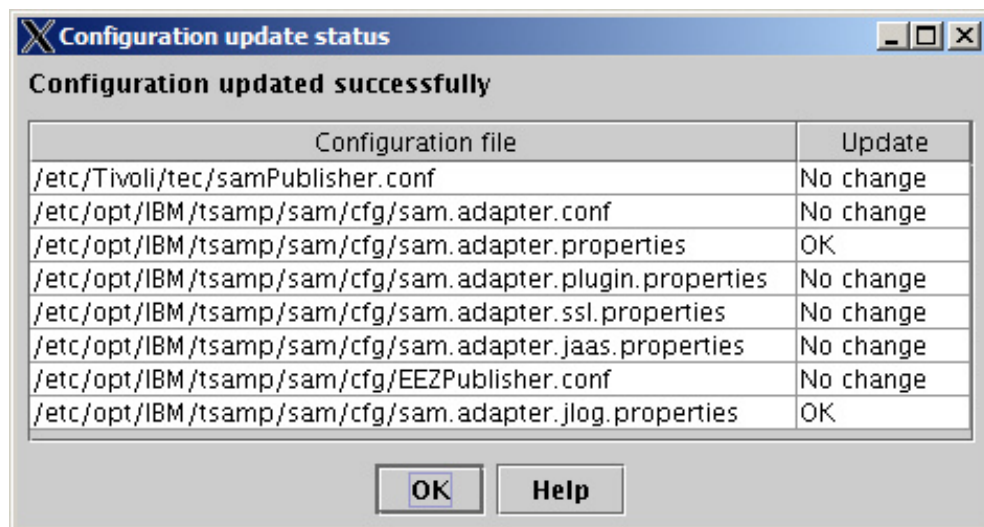 Configuration update status
Configuration updated successfully
Configuration file Update
/etc/Tivoli/tec/samPublisher.conf No change
/etc/opt/IBM/tsamp/sam/cfg/sam.adapter.conf No change
/etc/opt/IBM/tsamp/sam/cfg/sam.adapter.properties OK
/etc/opt/IBM/tsamp/sam/cfg/sam.adapter.plugin.properties No change
/etc/opt/IBM/tsamp/sam/cfg/sam.adapter.ssl.properties No change
/etc/opt/IBM/tsamp/sam/cfg/sam.adapter.jaas.properties No change
/etc/opt/IBM/tsamp/sam/cfg/EEZPublisher.conf No change
/etc/opt/IBM/tsamp/sam/cfg/sam.adapter.jlog.properties OK
OK Help